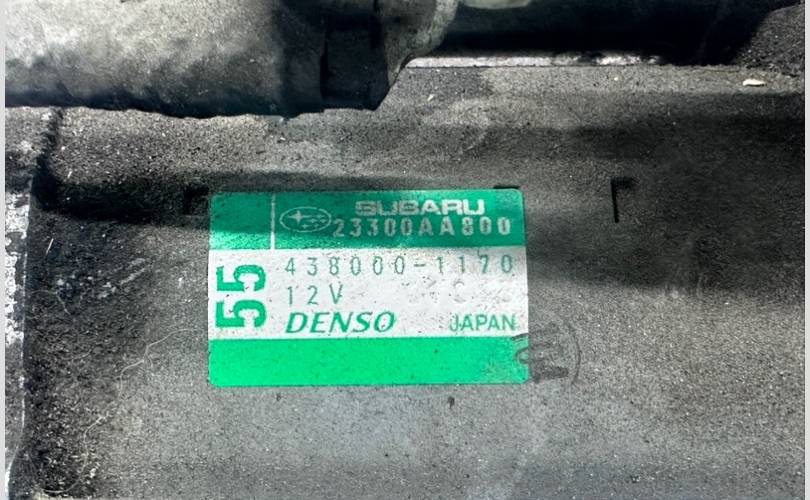 SUBARU
23300AA800
55
438000-1170
12V
DENSO JAPAN